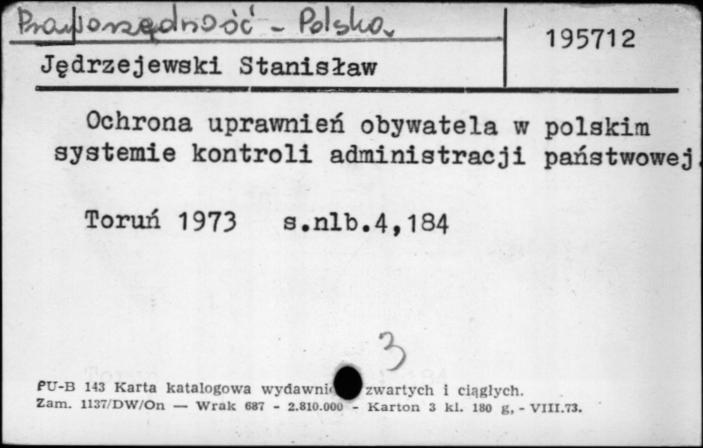 Praworządność - Polska
195712
Jędrzejewski Stanisław
Ochrona uprawnień obywatela w polskim
systemie kontroli administracji państwowej.
Toruń 1973 s.nlb.4,184
3
PU-B 143 Karta katalogowa wydawni zwartych i ciągłych.
Zam. 1137/DW/On — Wrak 687 - 2.810.000 - Karton 3 kl. 180 g, - VIII.73.